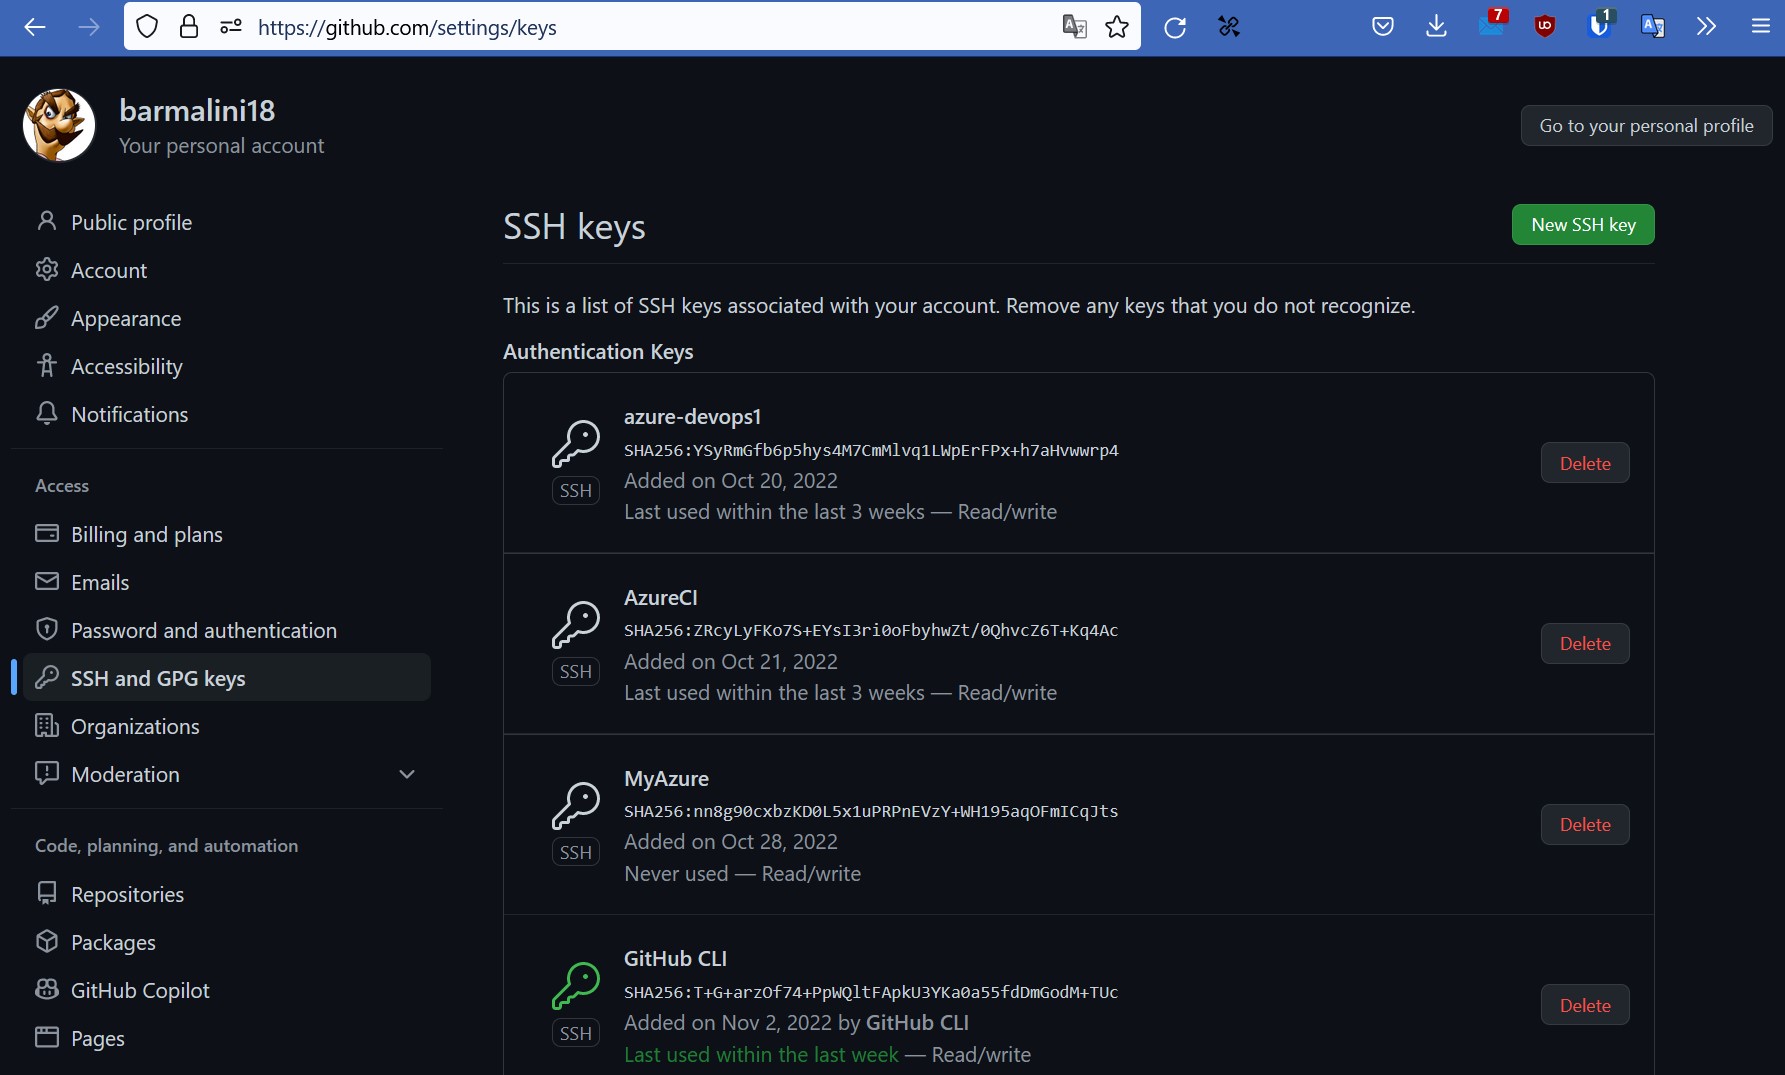 https://github.com/settings/keys
7
1
barmalini18
Your personal account
Go to your personal profile
Public profile
Account
Appearance
Accessibility
Notifications
Access
Billing and plans
Emails
Password and authentication
SSH and GPG keys
Organizations
Moderation
Code, planning, and automation
Repositories
Packages
GitHub Copilot
Pages
SSH keys
New SSH key
This is a list of SSH keys associated with your account. Remove any keys that you do not recognize.
Authentication Keys
azure-devops1
SHA256:YSyRmGfb6p5hys4M7CmMlvq1LWpErFPx+h7aHvwwrp4
Added on Oct 20, 2022
Last used within the last 3 weeks — Read/write
SSH
Delete
AzureCI
SHA256:ZRcyLyFKo7S+EYsI3ri0oFbyhwZt/0QhvcZ6T+Kq4Ac
Added on Oct 21, 2022
Last used within the last 3 weeks — Read/write
SSH
Delete
MyAzure
SHA256:nn8g90cxbzKD0L5x1uPRPnEVzY+WH195aqOFmICqJts
Added on Oct 28, 2022
Never used — Read/write
SSH
Delete
GitHub CLI
SHA256:T+G+arzOf74+PpWQltFApkU3YKa0a55fdDmGodM+TUc
Added on Nov 2, 2022 by GitHub CLI
Last used within the last week — Read/write
SSH
Delete